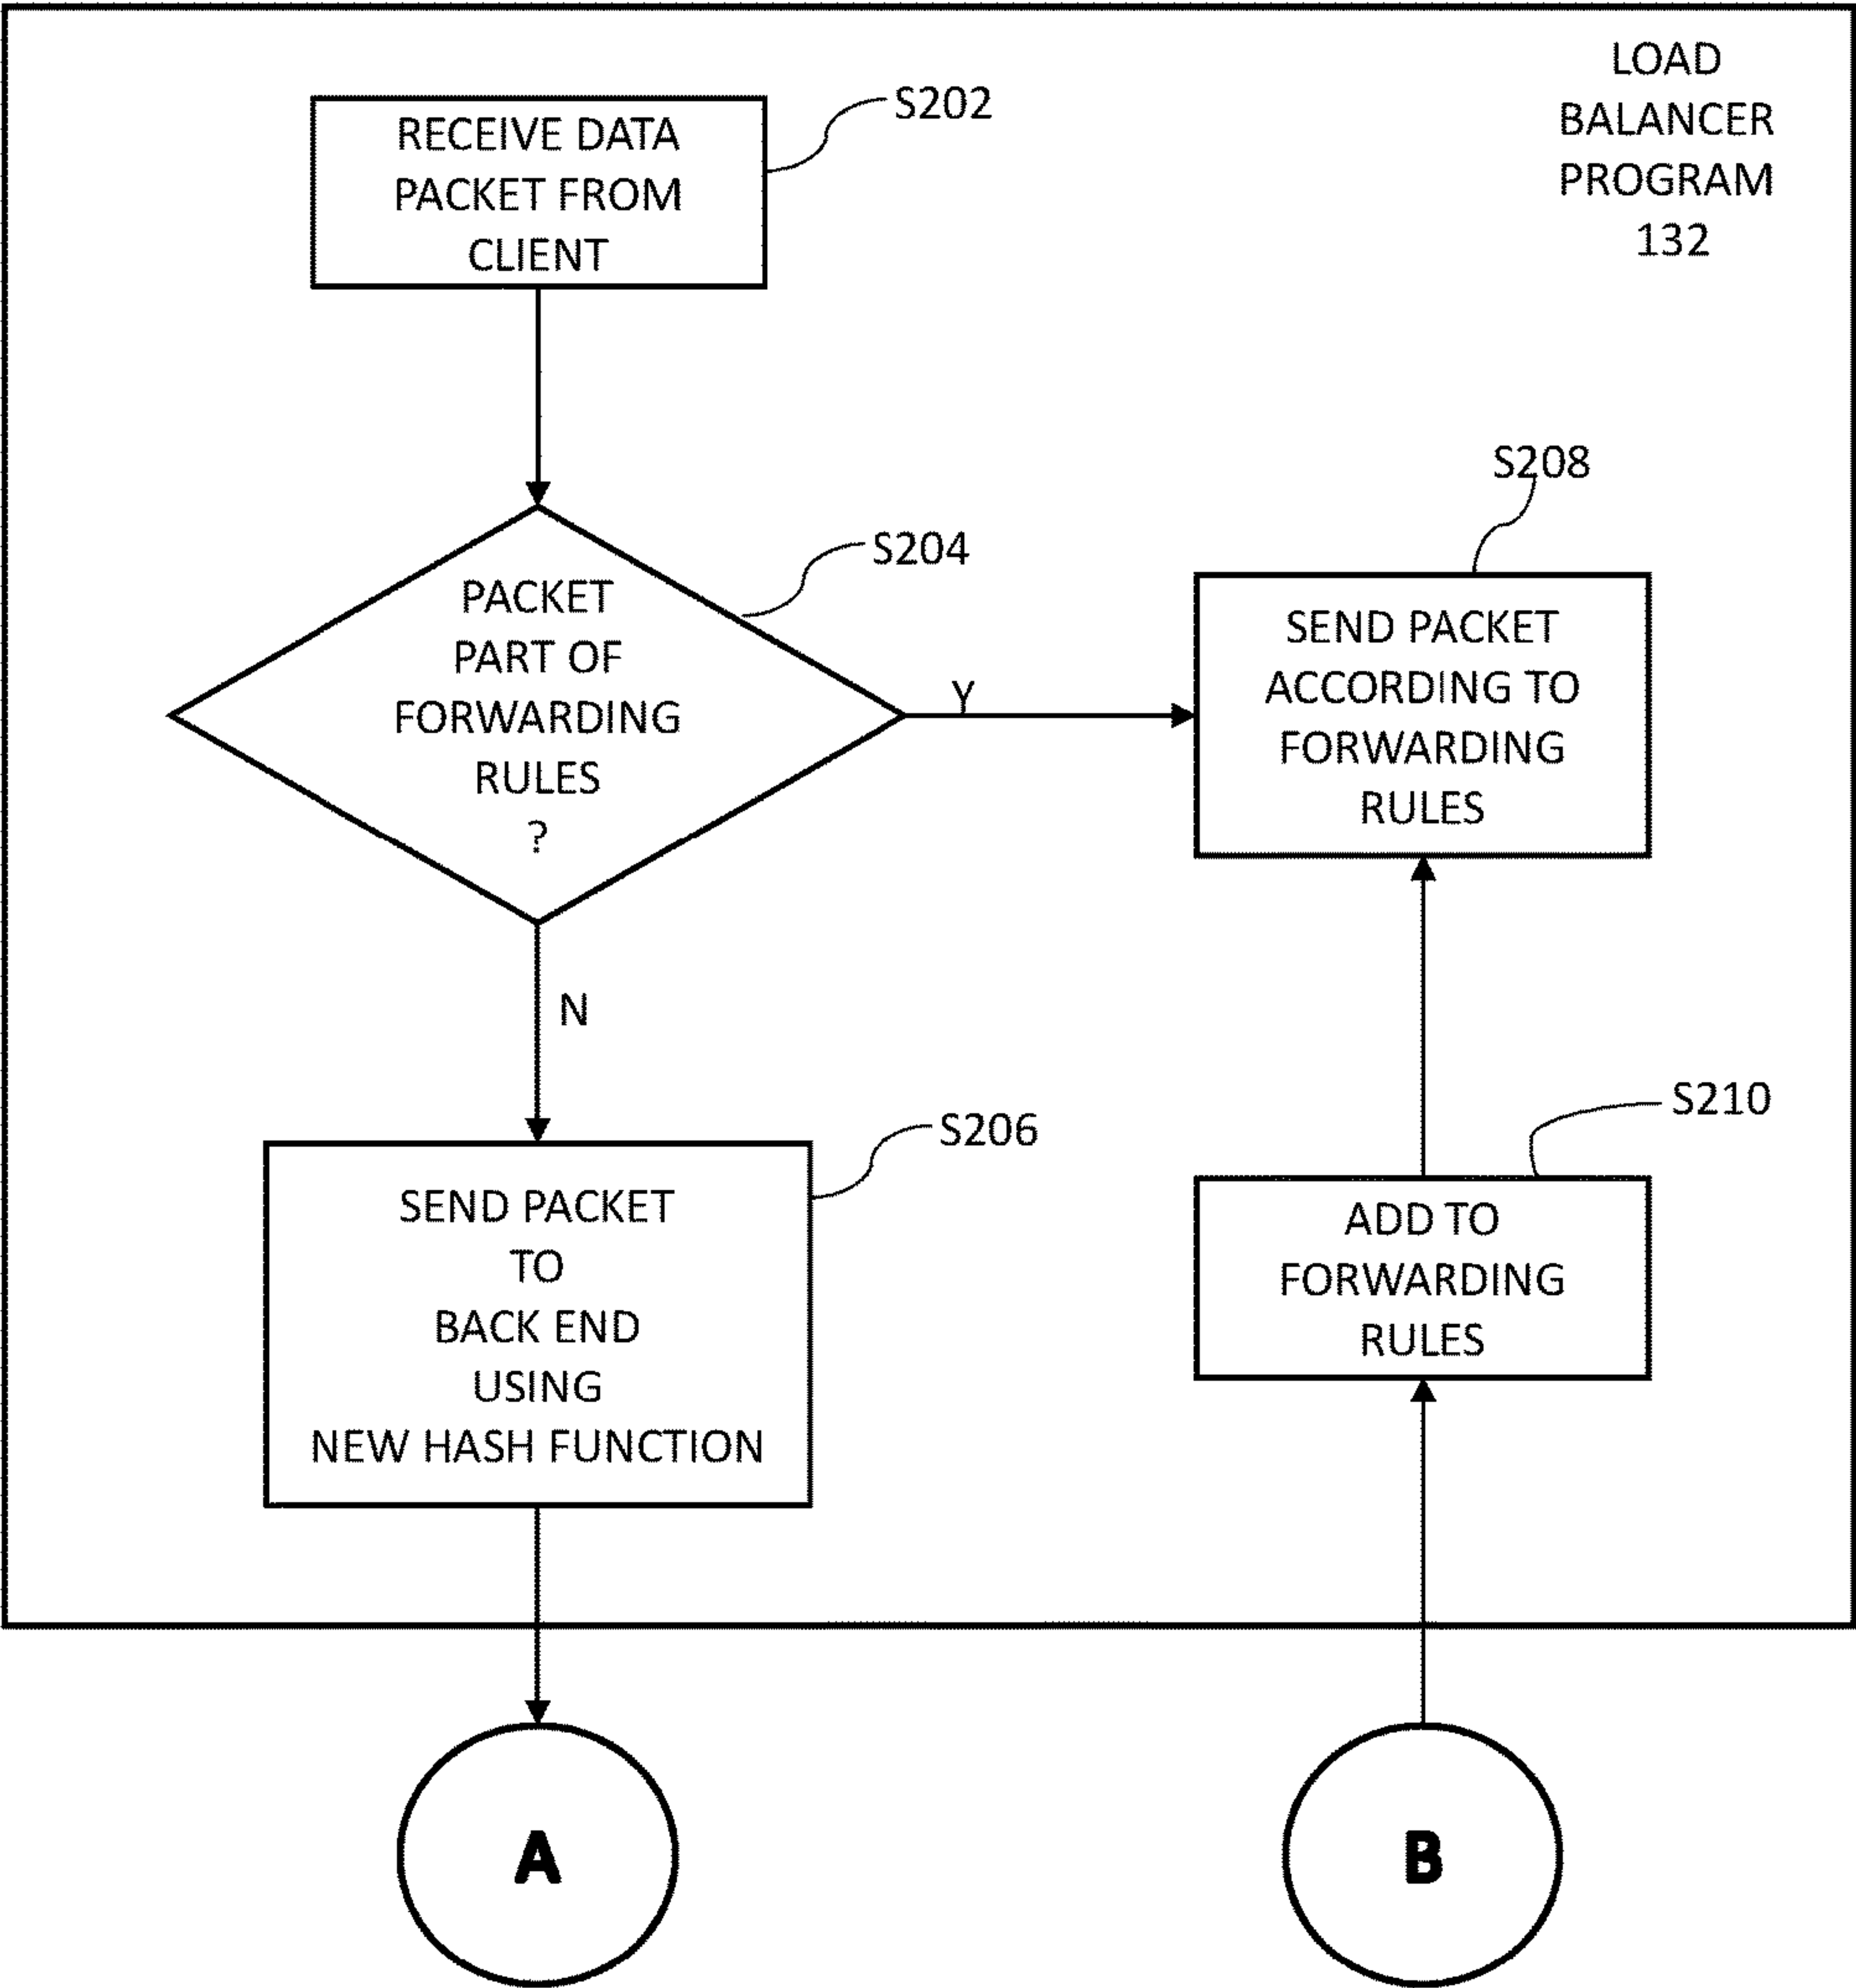 LOAD
BALANCER
PROGRAM
132
RECEIVE DATA
PACKET FROM
CLIENT
S202
PACKET
PART OF
FORWARDING
RULES
?
S204
Y
N
S208
SEND PACKET
ACCORDING TO
FORWARDING
RULES
S206
SEND PACKET
TO
BACK END
USING
NEW HASH FUNCTION
S210
ADD TO
FORWARDING
RULES
A
B